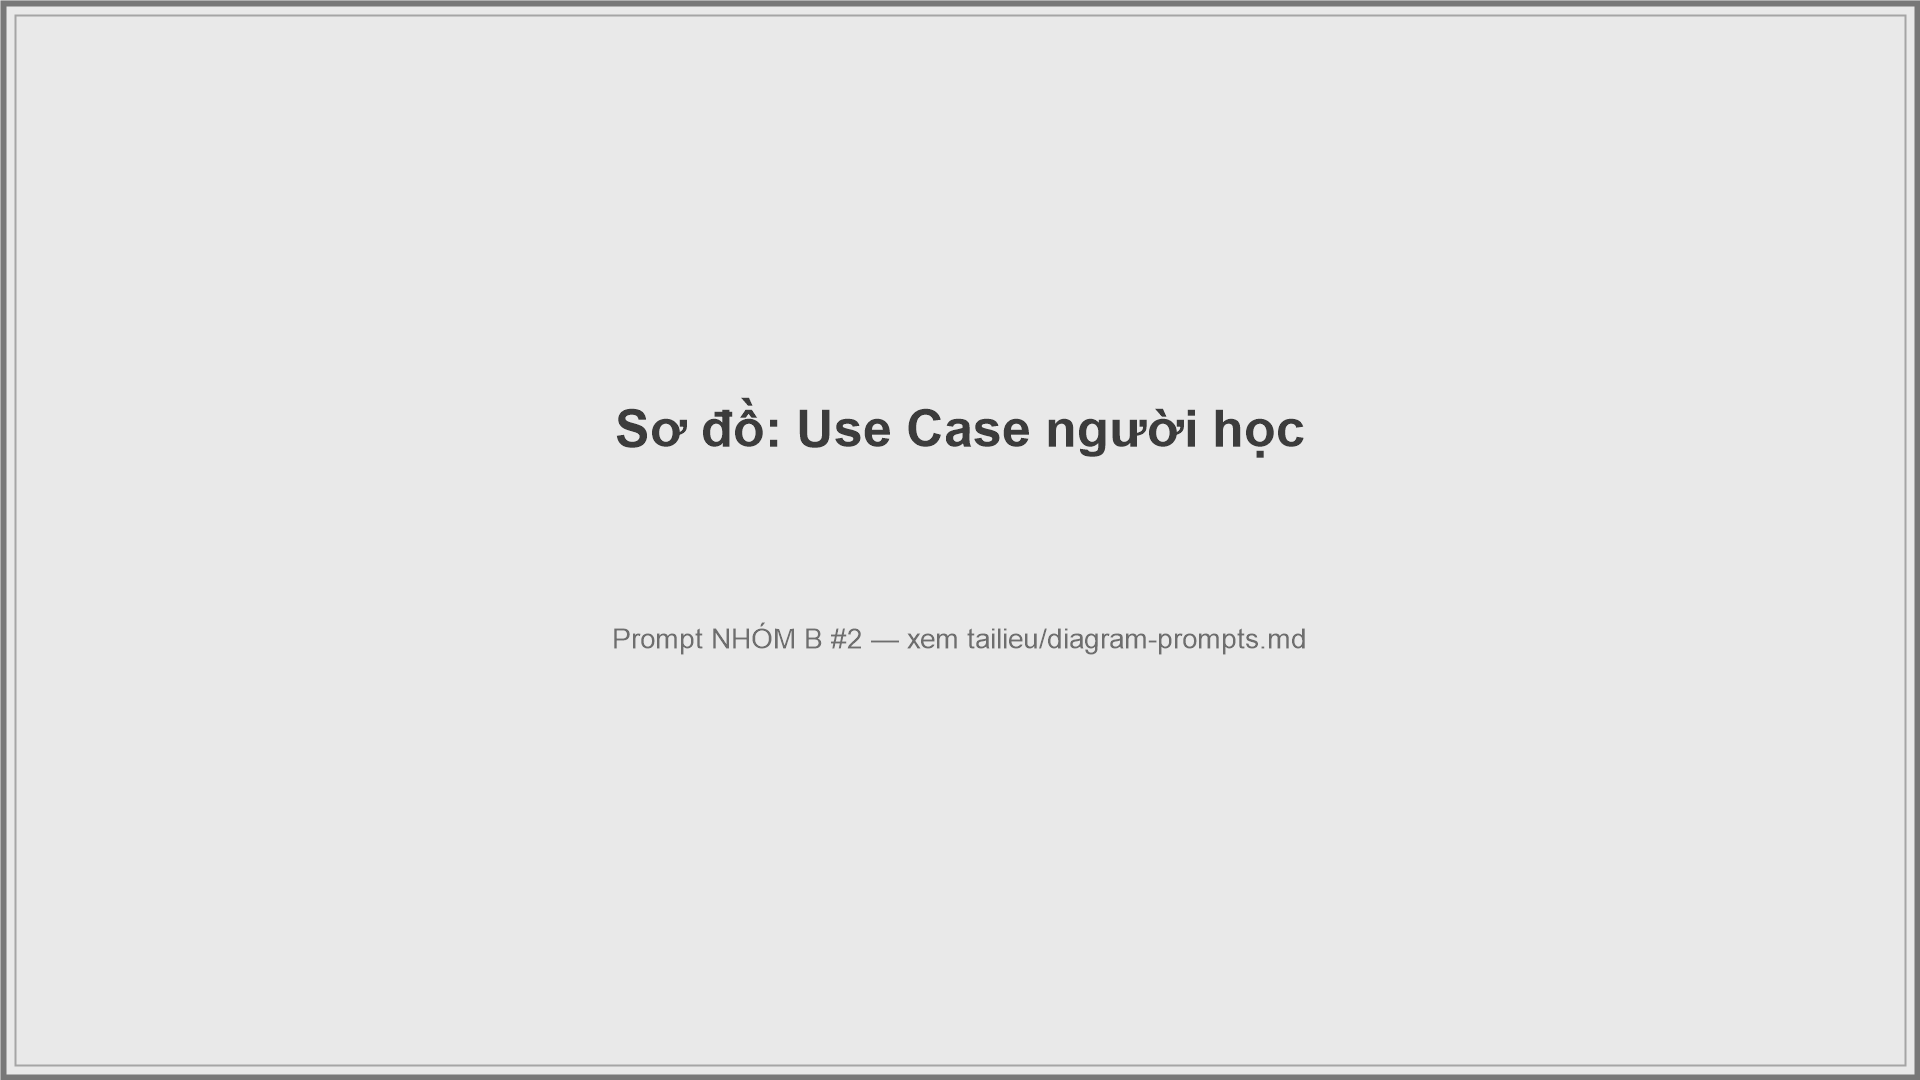 Sơ đồ: Use Case người học
Prompt NHÓM B #2 — xem tailieu/diagram-prompts.md